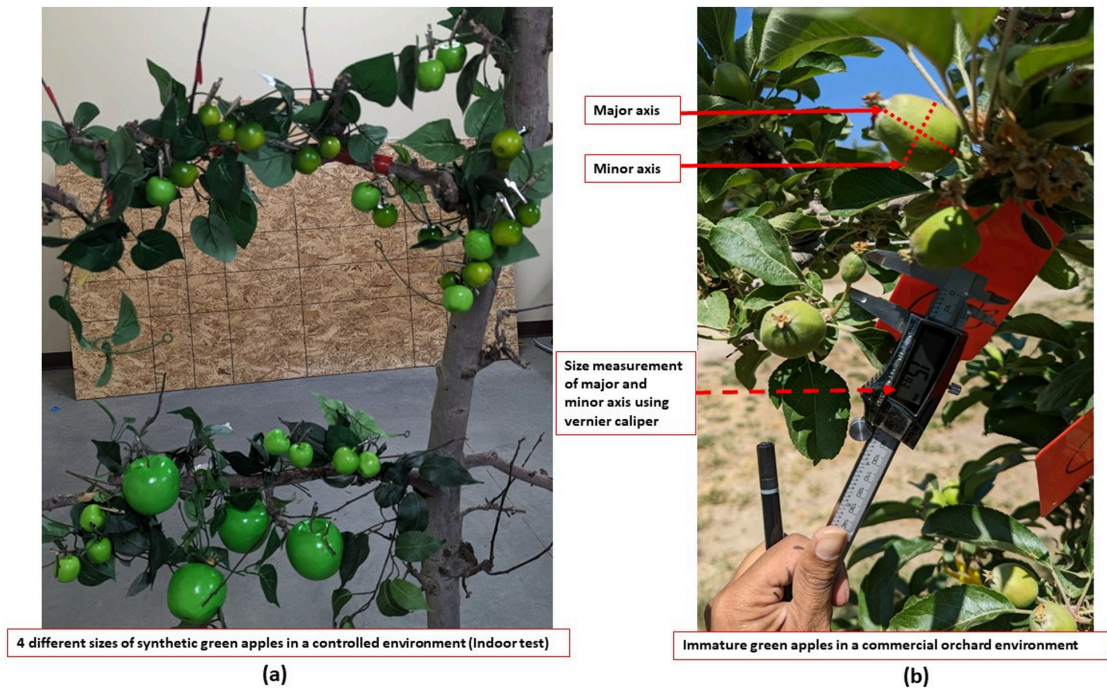 Major axis
Minor axis
Size measurement
of major and
minor axis using
vernier caliper
4 different sizes of synthetic green apples in a controlled environment (Indoor test)
Immature green apples in a commercial orchard environment
(a)
(b)